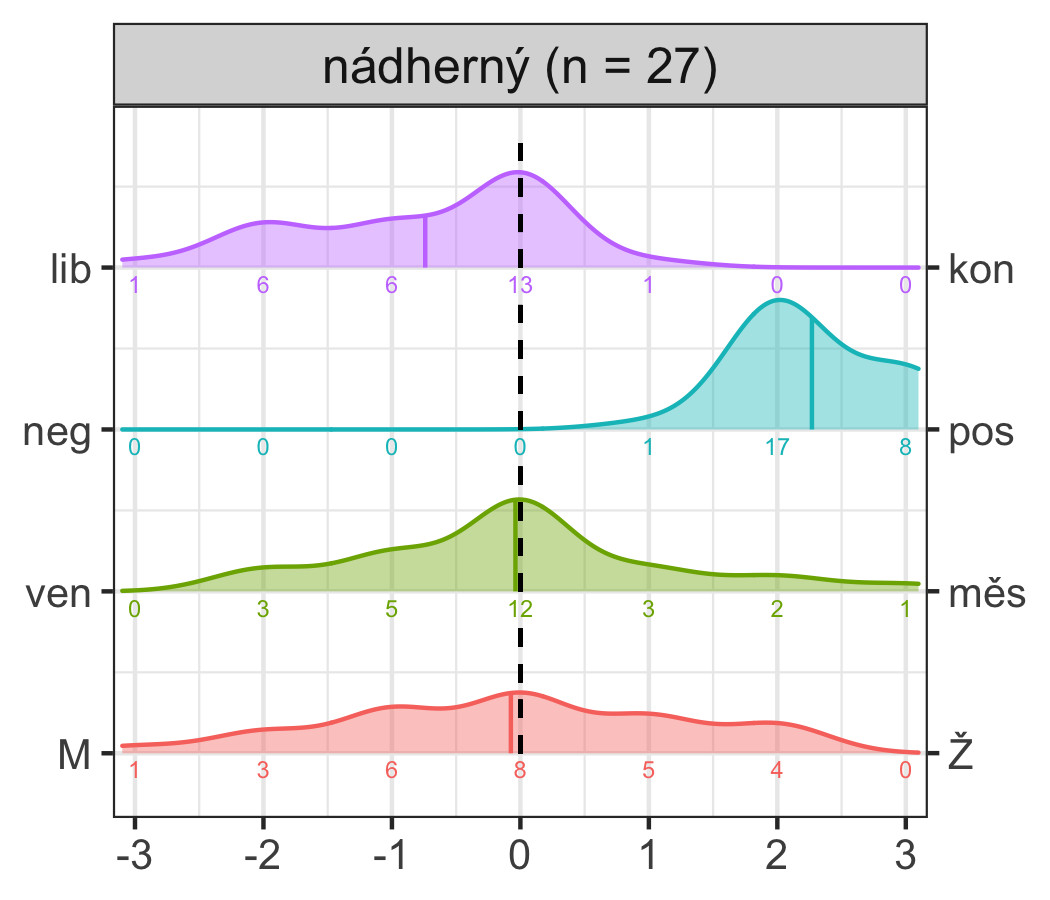 nádherný (n = 27)
lib kon
1 6 6 13 1 0 0
neg pos
0 0 0 0 1 17 8
ven měs
0 3 5 12 3 2 1
M Ž
1 3 6 8 5 4 0
-3 -2 -1 0 1 2 3